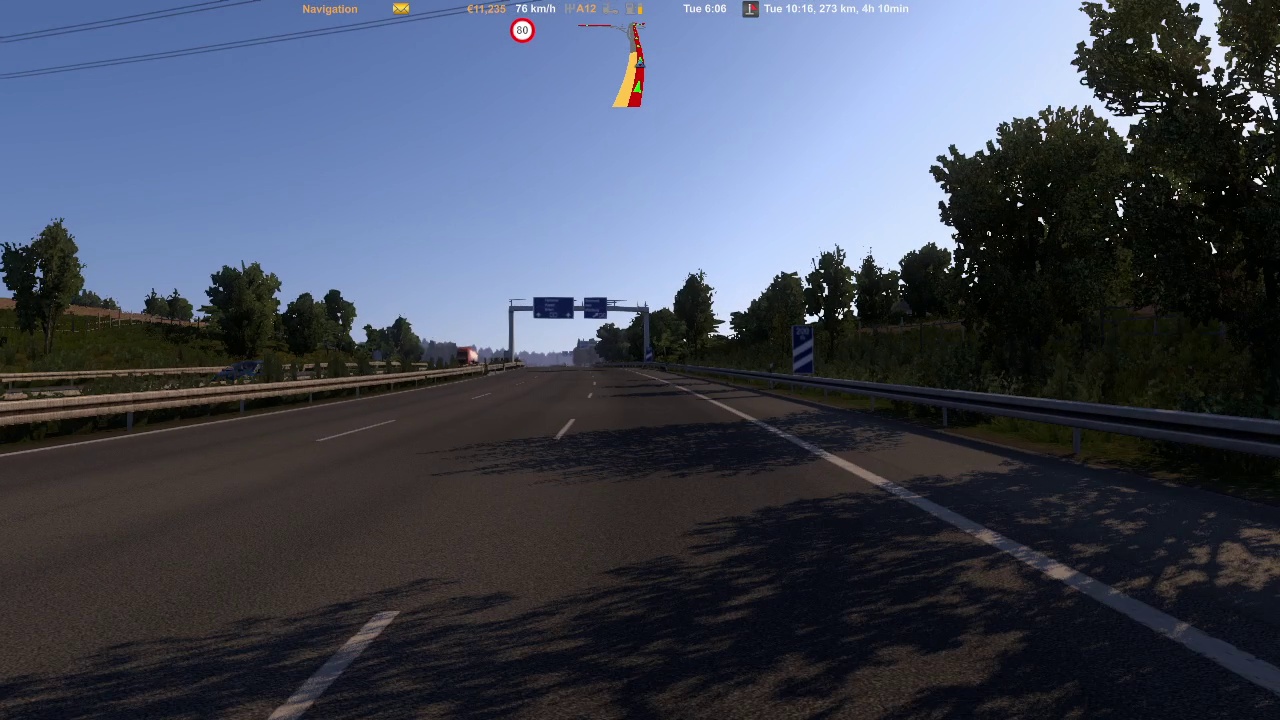 Navigation
€11,235 76 km/h A12
Tue 6:06
Tue 10:16, 273 km, 4h 10min
80